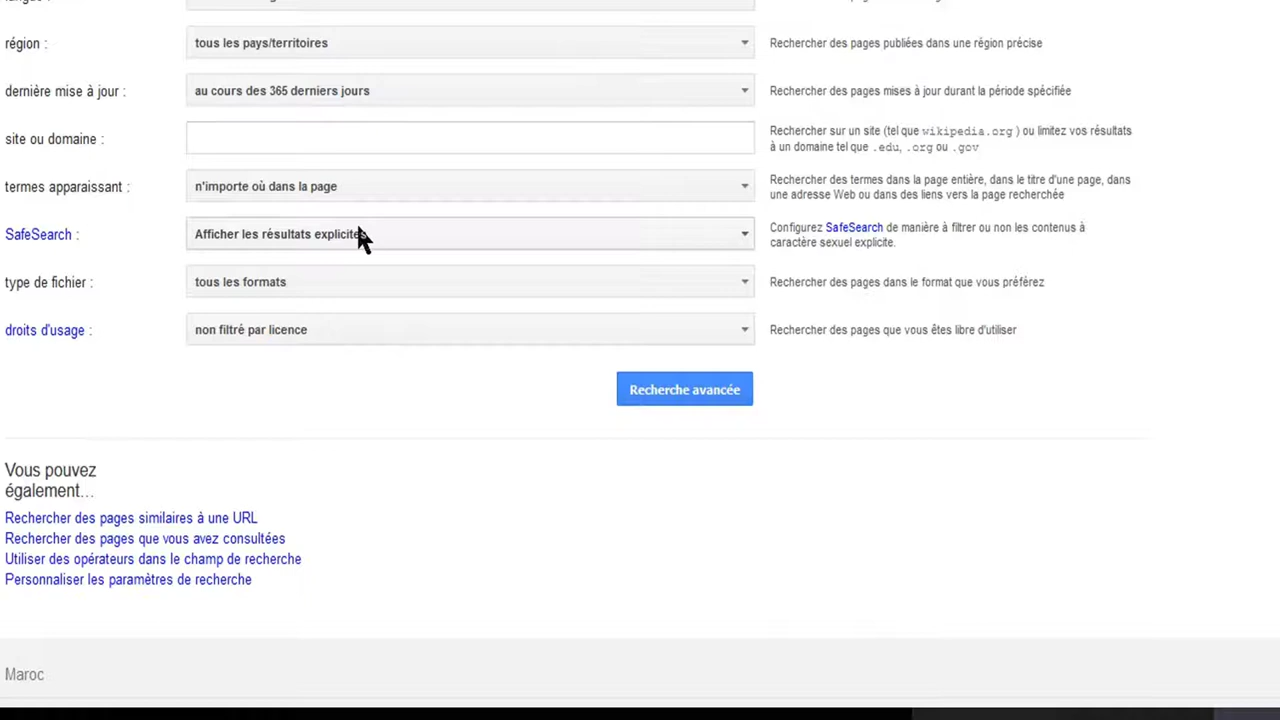 région :
tous les pays/territoires
Rechercher des pages publiées dans une région précise
dernière mise à jour :
au cours des 365 derniers jours
Rechercher des pages mises à jour durant la période spécifiée
site ou domaine :
Rechercher sur un site (tel que wikipedia.org ) ou limitez vos résultats
à un domaine tel que .edu, .org ou .gov
termes apparaissant :
n'importe où dans la page
Rechercher des termes dans la page entière, dans le titre d'une page, dans
une adresse Web ou dans des liens vers la page recherchée
SafeSearch :
Afficher les résultats explicites
Configurez SafeSearch de manière à filtrer ou non les contenus à
caractère sexuel explicite.
type de fichier :
tous les formats
Rechercher des pages dans le format que vous préférez
droits d'usage :
non filtré par licence
Rechercher des pages que vous êtes libre d'utiliser
Recherche avancée
Vous pouvez
également...
Rechercher des pages similaires à une URL
Rechercher des pages que vous avez consultées
Utiliser des opérateurs dans le champ de recherche
Personnaliser les paramètres de recherche
Maroc